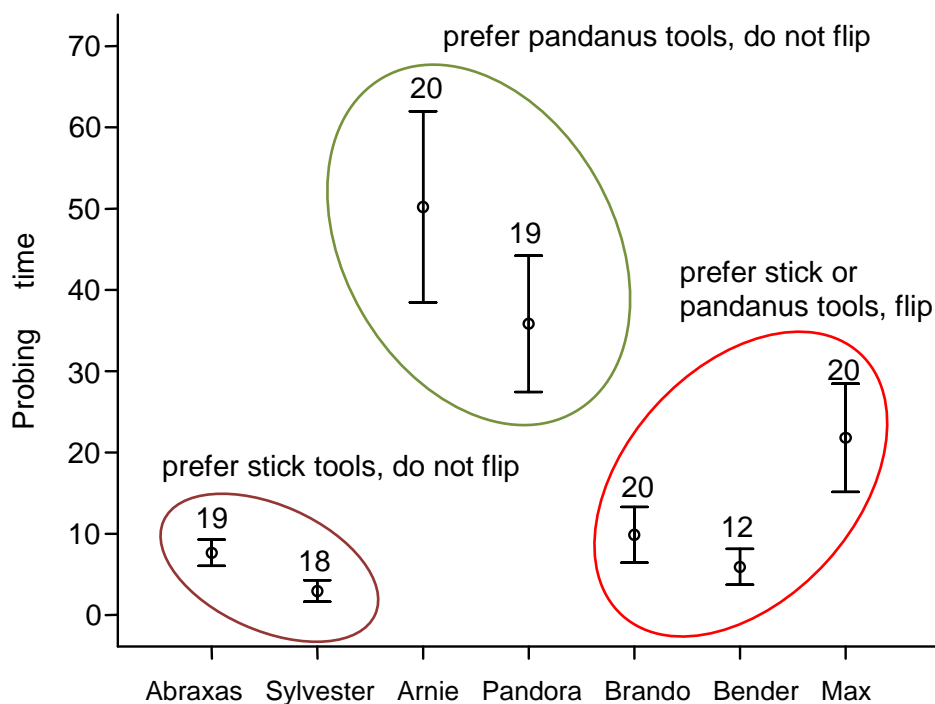 prefer pandanus tools, do not flip
70
60
50
40
30
20
10
0
Probing time
20
19
prefer stick or
pandanus tools, flip
20
prefer stick tools, do not flip
19
18
20
12
Abraxas Sylvester Arnie Pandora Brando Bender Max